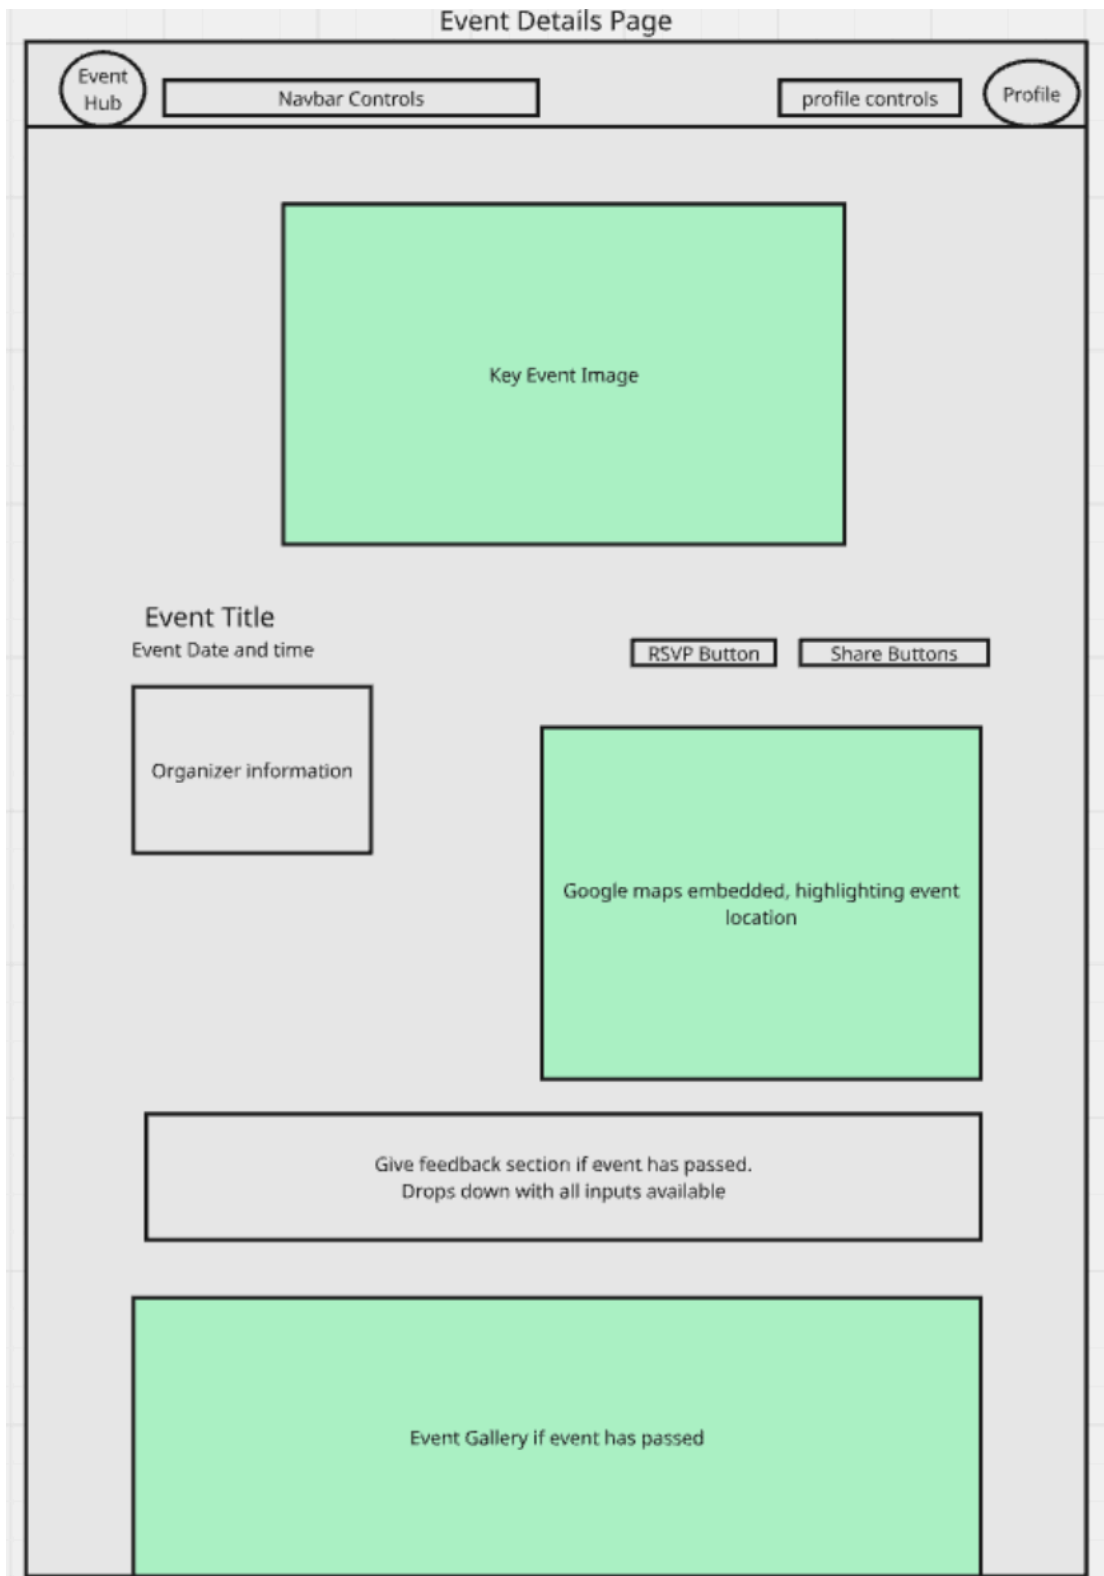 Event Details Page
Event
Hub
Navbar Controls
profile controls
Profile
Key Event Image
Event Title
Event Date and time
RSVP Button
Share Buttons
Organizer information
Google maps embedded, highlighting event
location
Give feedback section if event has passed.
Drops down with all inputs available
Event Gallery if event has passed